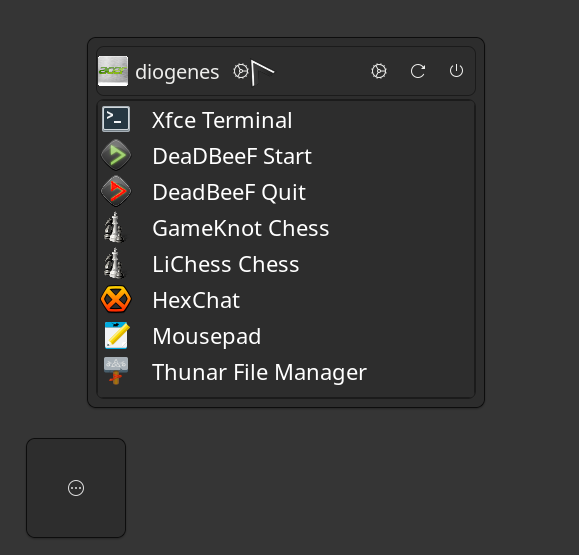 acer diogenes
Xfce Terminal
DeaDBeeF Start
DeadBeeF Quit
GameKnot Chess
LiChess Chess
HexChat
Mousepad
Thunar File Manager